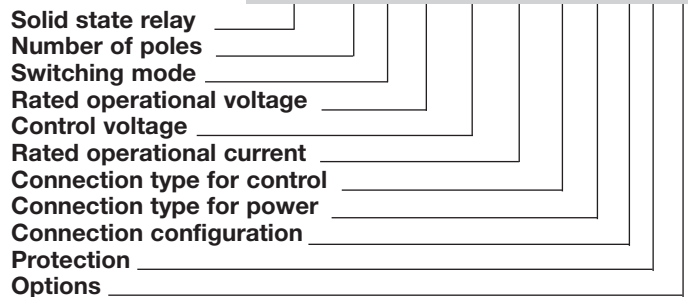 Solid state relay
Number of poles
Switching mode
Rated operational voltage
Control voltage
Rated operational current
Connection type for control
Connection type for power
Connection configuration
Protection
Options